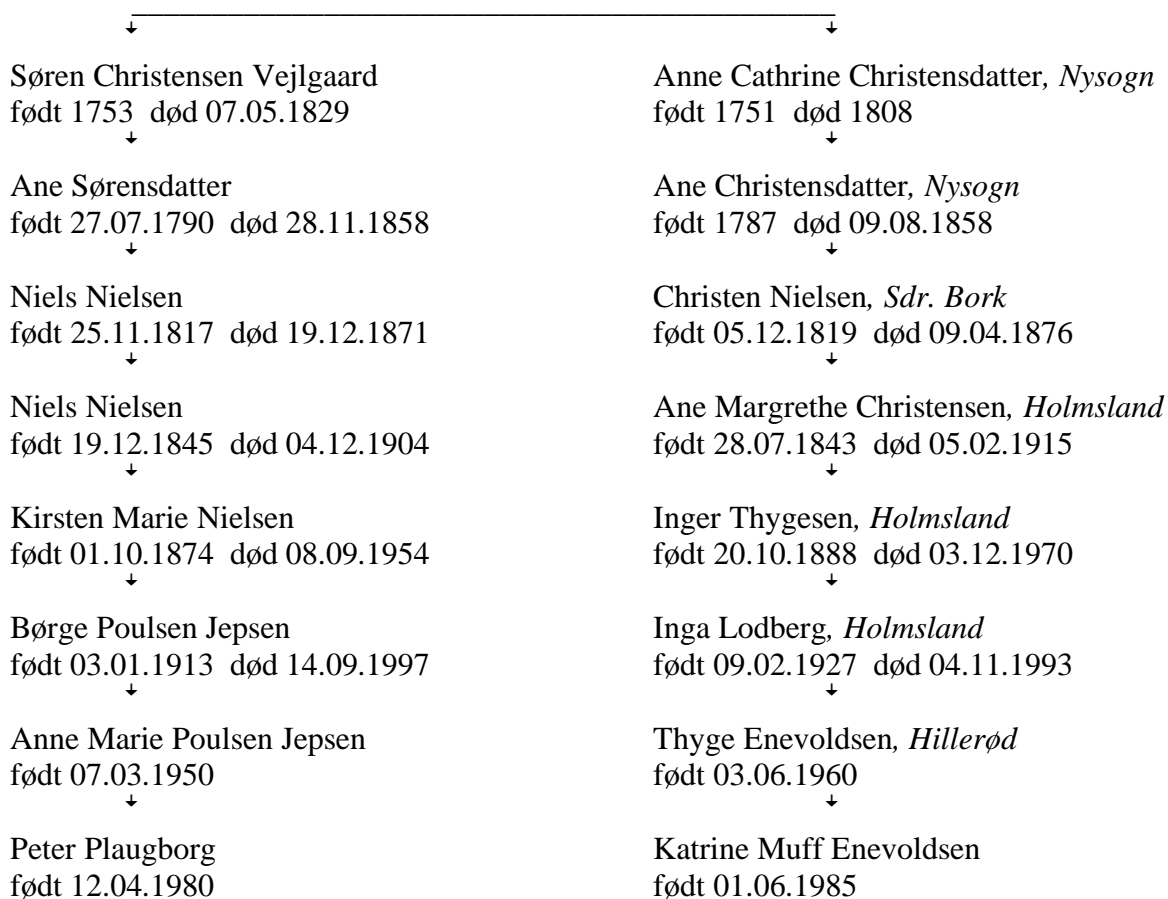 Søren Christensen Vejlgaard
født 1753 død 07.05.1829
Ane Sørensdatter
født 27.07.1790 død 28.11.1858
Niels Nielsen
født 25.11.1817 død 19.12.1871
Niels Nielsen
født 19.12.1845 død 04.12.1904
Kirsten Marie Nielsen
født 01.10.1874 død 08.09.1954
Børge Poulsen Jepsen
født 03.01.1913 død 14.09.1997
Anne Marie Poulsen Jepsen
født 07.03.1950
Peter Plaugborg
født 12.04.1980
Anne Cathrine Christensdatter, Nysogn
født 1751 død 1808
Ane Christensdatter, Nysogn
født 1787 død 09.08.1858
Christen Nielsen, Sdr. Bork
født 05.12.1819 død 09.04.1876
Ane Margrethe Christensen, Holmsland
født 28.07.1843 død 05.02.1915
Inger Thygesen, Holmsland
født 20.10.1888 død 03.12.1970
Inga Lodberg, Holmsland
født 09.02.1927 død 04.11.1993
Thyge Enevoldsen, Hillerød
født 03.06.1960
Katrine Muff Enevoldsen
født 01.06.1985